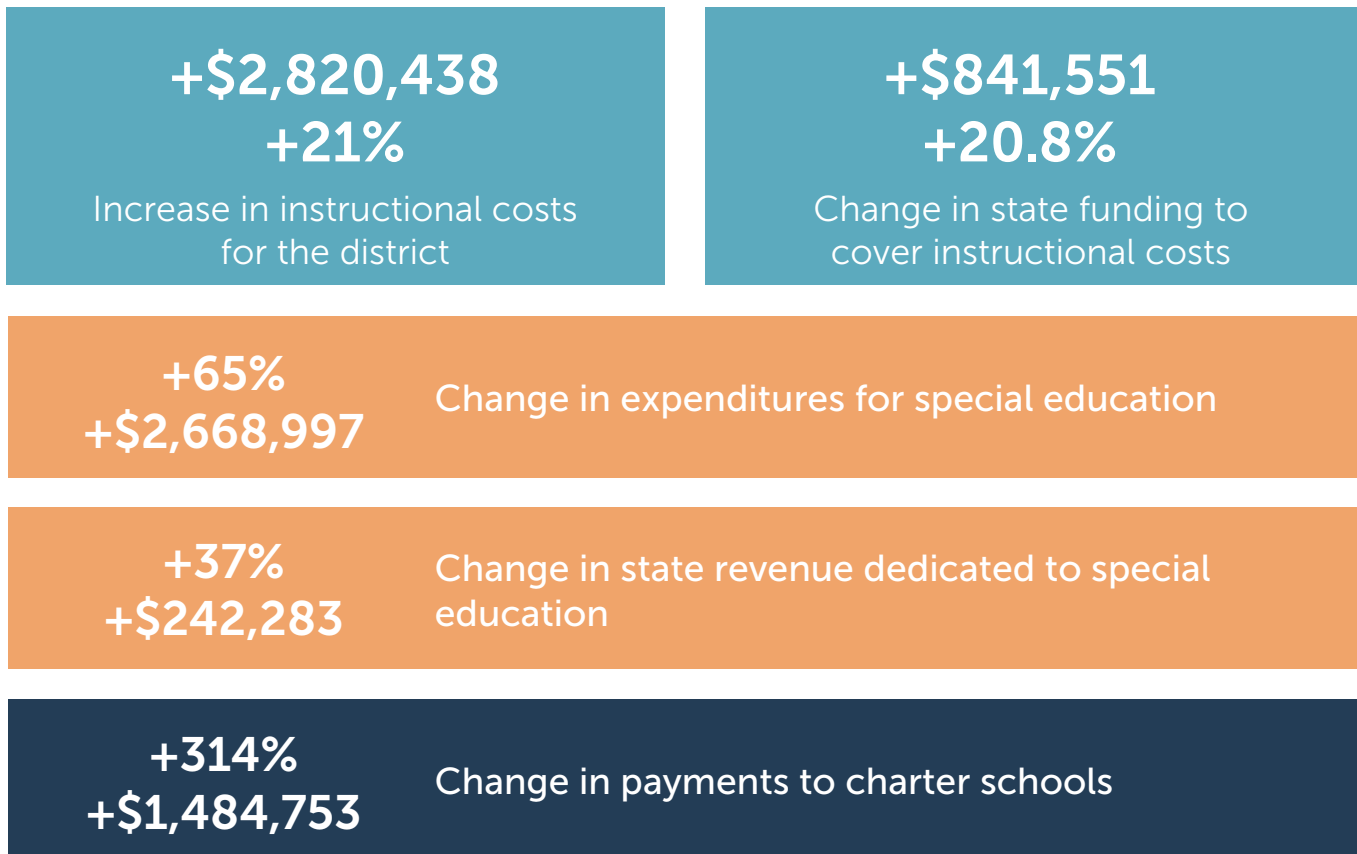 +$2,820,438
+21%
Increase in instructional costs
for the district
+$841,551
+20.8%
Change in state funding to
cover instructional costs
+65%
+$2,668,997
Change in expenditures for special education
+37%
+$242,283
Change in state revenue dedicated to special
education
+314%
+$1,484,753
Change in payments to charter schools